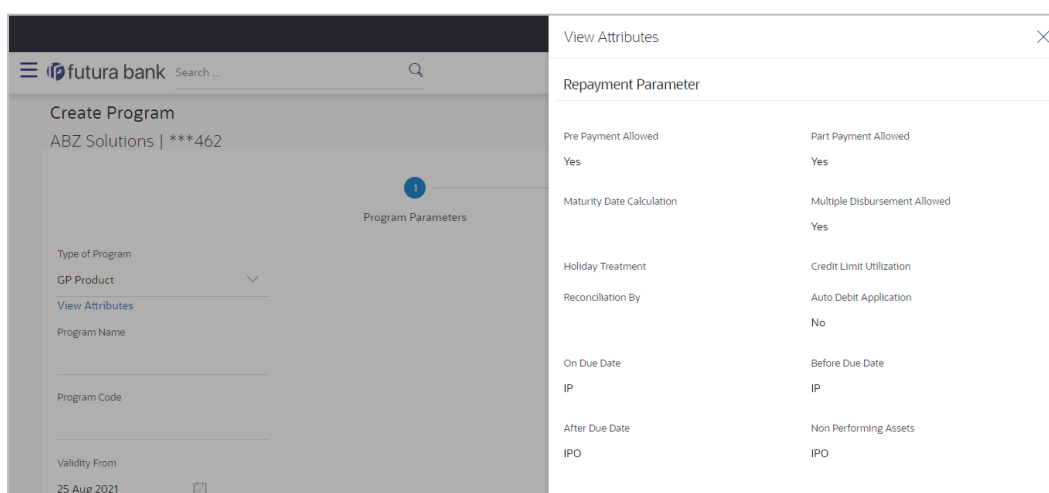 futura bank Search ...
Create Program
ABZ Solutions | ***462
1
Program Parameters
Type of Program
GP Product
View Attributes
Program Name
Program Code
Validity From
25 Aug 2021
View Attributes
Repayment Parameter
Pre Payment Allowed Part Payment Allowed
Yes Yes
Maturity Date Calculation Multiple Disbursement Allowed
Yes
Holiday Treatment Credit Limit Utilization
Reconciliation By Auto Debit Application
No
On Due Date Before Due Date
IP IP
After Due Date Non Performing Assets
IPO IPO